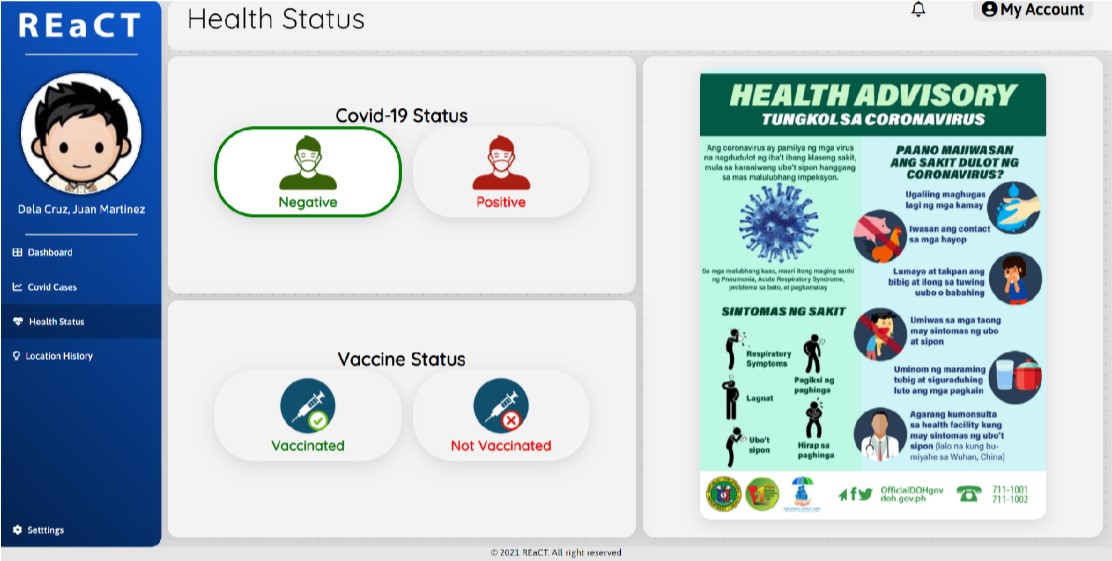 REaCT
Dela Cruz, Juan Martinez
Dashboard
Covid Cases
Health Status
Location History
Setttings
Health Status
My Account
Covid-19 Status
Negative
Positive
Vaccine Status
Vaccinated
Not Vaccinated
HEALTH ADVISORY
TUNGKOL SA CORONAVIRUS
Ang coronavirus ay pamilya ng mga virus
na nagdudulot ng iba't ibang klaseng sakit,
mula sa karaniwang ubo't sipon hanggang
sa mas malulubhang impeksyon.
Sa mga malubhang kaso, maari itong maging sanhi
ng Pneumonia, Acute Respiratory Syndrome,
problema sa bato, at pagkamatay
SINTOMAS NG SAKIT
Respiratory
Symptoms
Pagiksi ng
paghinga
Lagnat
Ubo't
sipon
Hirap sa
paghinga
PAANO MAIIWASAN
ANG SAKIT DULOT NG
CORONAVIRUS?
Ugaliing maghugas
lagi ng mga kamay
Iwasan ang contact
sa mga hayop
Lumayo at takpan ang
bibig at ilong sa tuwing
uubo o babahing
Umiwas sa mga taong
may sintomas ng ubo
at sipon
Uminom ng maraming
tubig at siguraduhing
luto ang mga pagkain
Agarang kumonsulta
sa health facility kung
may sintomas ng ubo't
sipon (lalo na kung bu-
miyahe sa Wuhan, China)
OfficialDOHgov
doh.gov.ph
711-1001
711-1002
© 2021 REaCT. All right reserved